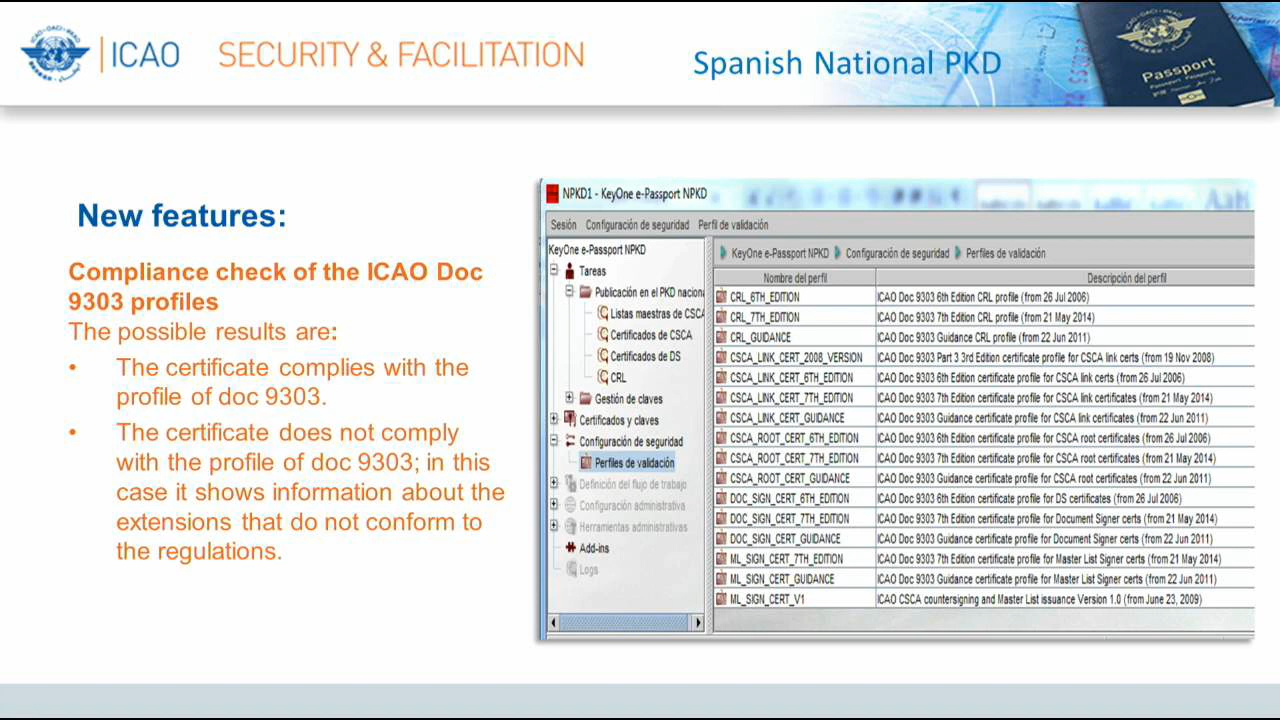 ICAO
SECURITY & FACILITATION
Spanish National PKD
Passport
New features:
Compliance check of the ICAO Doc
9303 profiles
The possible results are:
• The certificate complies with the
profile of doc 9303.
• The certificate does not comply
with the profile of doc 9303; in this
case it shows information about the
extensions that do not conform to
the regulations.
NPKD1 - KeyOne e-Passport NPKD
Sesión Configuración de seguridad Perfil de validación
KeyOne e-Passport NPKD
Tareas
Publicación en el PKD naciona
Listas maestras de CSCA
Certificados de CSCA
Certificados de DS
CRL
Gestión de claves
Certificados y claves
Configuración de seguridad
Perfiles de validación
Definición del flujo de trabajo
Configuración administrativa
Herramientas administrativas
Add-ins
Logs
KeyOne e-Passport NPKD Configuración de seguridad Perfiles de validación
Nombre del perfil Descripción del perfil
CRL_6TH_EDITION ICAO Doc 9303 6th Edition CRL profile (from 26 Jul 2006)
CRL_7TH_EDITION ICAO Doc 9303 7th Edition CRL profile (from 21 May 2014)
CRL_GUIDANCE ICAO Doc 9303 Guidance CRL profile (from 22 Jun 2011)
CSCA_LINK_CERT_2008_VERSION ICAO Doc 9303 Part 3 3rd Edition certificate profile for CSCA link certs (from 19 Nov 2008)
CSCA_LINK_CERT_6TH_EDITION ICAO Doc 9303 6th Edition certificate profile for CSCA link certs (from 26 Jul 2006)
CSCA_LINK_CERT_7TH_EDITION ICAO Doc 9303 7th Edition certificate profile for CSCA link certificates (from 21 May 2014)
CSCA_LINK_CERT_GUIDANCE ICAO Doc 9303 Guidance certificate profile for CSCA link certificates (from 22 Jun 2011)
CSCA_ROOT_CERT_6TH_EDITION ICAO Doc 9303 6th Edition certificate profile for CSCA root certificates (from 26 Jul 2006)
CSCA_ROOT_CERT_7TH_EDITION ICAO Doc 9303 7th Edition certificate profile for CSCA root certificates (from 21 May 2014)
CSCA_ROOT_CERT_GUIDANCE ICAO Doc 9303 Guidance certificate profile for CSCA root certificates (from 22 Jun 2011)
DOC_SIGN_CERT_6TH_EDITION ICAO Doc 9303 6th Edition certificate profile for DS certificates (from 26 Jul 2006)
DOC_SIGN_CERT_7TH_EDITION ICAO Doc 9303 7th Edition certificate profile for Document Signer certs (from 21 May 2014)
DOC_SIGN_CERT_GUIDANCE ICAO Doc 9303 Guidance certificate profile for Document Signer certs (from 22 Jun 2011)
ML_SIGN_CERT_7TH_EDITION ICAO Doc 9303 7th Edition certificate profile for Master List Signer certs (from 21 May 2014)
ML_SIGN_CERT_GUIDANCE ICAO Doc 9303 Guidance certificate profile for Master List Signer certs (from 22 Jun 2011)
ML_SIGN_CERT_V1 ICAO CSCA countersigning and Master List issuance Version 1.0 (from June 23, 2009)